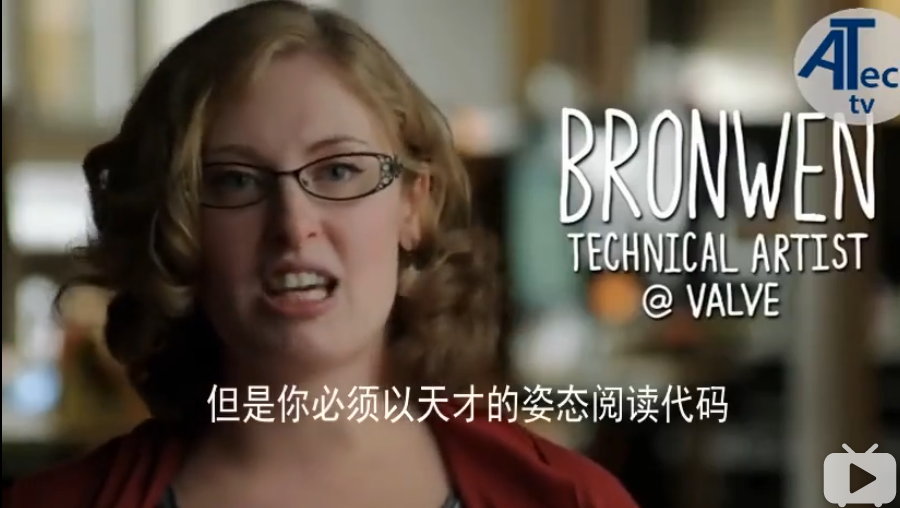 ATec
tv
BRONWEN
TECHNICAL ARTIST
@ VALVE
但是你必须以天才的姿态阅读代码